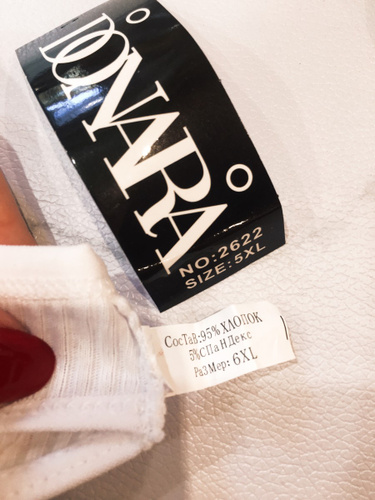 DONARA
NO:2622
SIZE:5XL
СосТаВ:95% ХЛОПОК
5%СПаНДекс
РаЗМер: 6XL